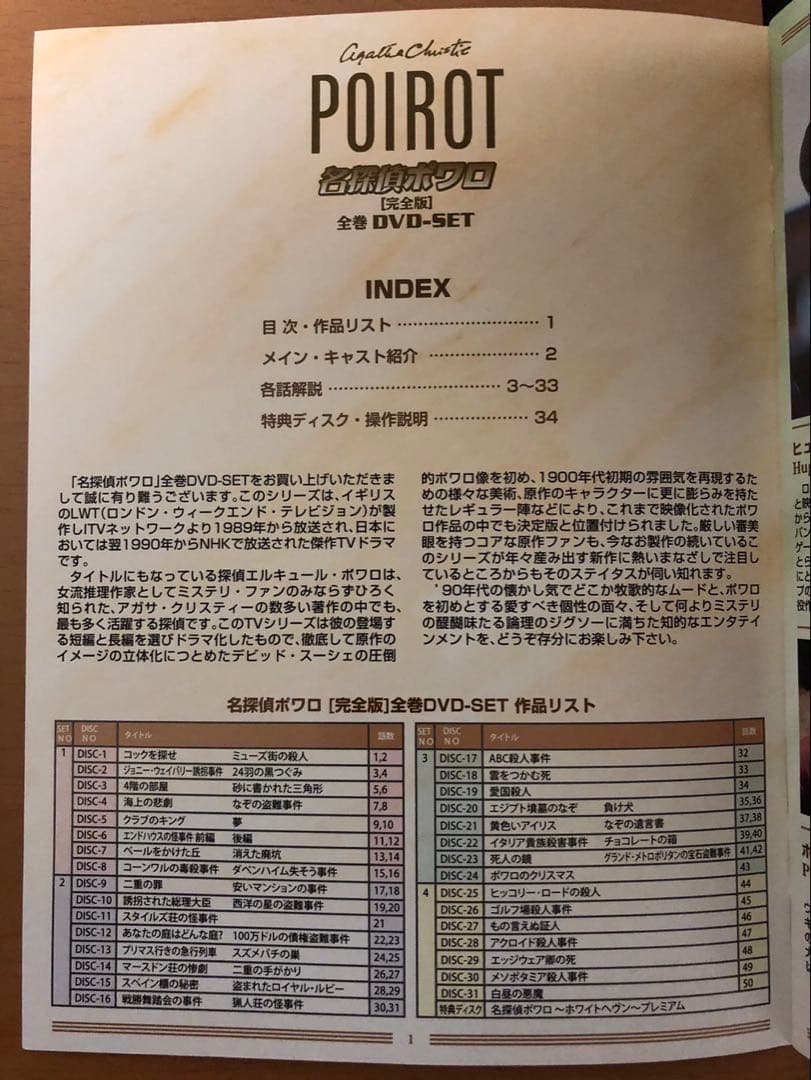 Agatha Christie
POIROT
名探偵ポワロ
[完全版]
全巻 DVD-SET
INDEX
目 次・作品リスト ………………………… 1
メイン・キャスト紹介 ………………… 2
各話解説 ………………………… 3～33
特典ディスク・操作説明 ……………… 34
「名探偵ポワロ」全巻DVD-SETをお買い上げいただきま
して誠に有り難うございます。このシリーズは、イギリス
のLWT(ロンドン・ウィークエンド・テレビジョン)が製
作しITVネットワークより1989年から放送され、日本に
おいては翌1990年からNHKで放送された傑作TVドラマ
です。
タイトルにもなっている探偵エルキュール・ポワロは、
女流推理作家としてミステリ・ファンのみならずひろく
知られた、アガサ・クリスティーの数多い著作の中でも、
最も多く活躍する探偵です。このTVシリーズは彼の登場す
る短編と長編を選びドラマ化したもので、徹底して原作の
イメージの立体化につとめたデビッド・スーシェの圧倒
的ポワロ像を初め、1900年代初期の雰囲気を再現するた
めの様々な美術、原作のキャラクターに更に膨らみを持た
せたレギュラー陣などにより、これまで映像化されたポワ
ロ作品の中でも決定版と位置付けられました。厳しい審美
眼を持つコアな原作ファンも、今なお製作の続いているこ
のシリーズが年々産み出す新作に熱いまなざしで注目
しているところからもそのステイタスが伺い知れます。
'90年代の懐かし気でどこか牧歌的なムードと、ポワロ
を初めとする愛すべき個性の面々、そして何よりミステリ
の醍醐味たる論理のジグソーに満ちた知的なエンタテイ
ンメントを、どうぞ存分にお楽しみ下さい。
名探偵ポワロ [完全版]全巻DVD-SET 作品リスト
SET NO DISC NO タイトル 話数
1 DISC-1 コックを探せ ミューズ街の殺人 1,2
DISC-2 ジョニー・ウェイバリー誘拐事件 24羽の黒つぐみ 3,4
DISC-3 4階の部屋 砂に書かれた三角形 5,6
DISC-4 海上の悲劇 なぞの盗難事件 7,8
DISC-5 クラブのキング 夢 9,10
DISC-6 エンドハウスの怪事件 前編 後編 11,12
DISC-7 ベールをかけた丘 消えた廃坑 13,14
DISC-8 コーンワルの毒殺事件 ダベンハイム失そう事件 15,16
2 DISC-9 二重の罪 安いマンションの事件 17,18
DISC-10 誘拐された総理大臣 西洋の星の盗難事件 19,20
DISC-11 スタイルズ荘の怪事件 21
DISC-12 あなたの庭はどんな庭? 100万ドルの債権盗難事件 22,23
DISC-13 プリマス行きの急行列車 スズメバチの巣 24,25
DISC-14 マースドン荘の惨劇 二重の手がかり 26,27
DISC-15 スペイン櫃の秘密 盗まれたロイヤル・ルビー 28,29
DISC-16 戦勝舞踏会の事件 猟人荘の怪事件 30,31
SET NO DISC NO タイトル 話数
3 DISC-17 ABC殺人事件 32
DISC-18 雲をつかむ死 33
DISC-19 愛国殺人 34
DISC-20 エジプト墳墓のなぞ 負け犬 35,36
DISC-21 黄色いアイリス なぞの遺言書 37,38
DISC-22 イタリア貴族殺害事件 チョコレートの箱 39,40
DISC-23 死人の鏡 グランド・メトロポリタンの宝石盗難事件 41,42
DISC-24 ポワロのクリスマス 43
4 DISC-25 ヒッコリー・ロードの殺人 44
DISC-26 ゴルフ場殺人事件 45
DISC-27 もの言えぬ証人 46
DISC-28 アクロイド殺人事件 47
DISC-29 エッジウェア卿の死 48
DISC-30 メソポタミア殺人事件 49
DISC-31 白昼の悪魔 50
特典ディスク 名探偵ポワロ ～ホワイトヘヴン～プレミアム
1